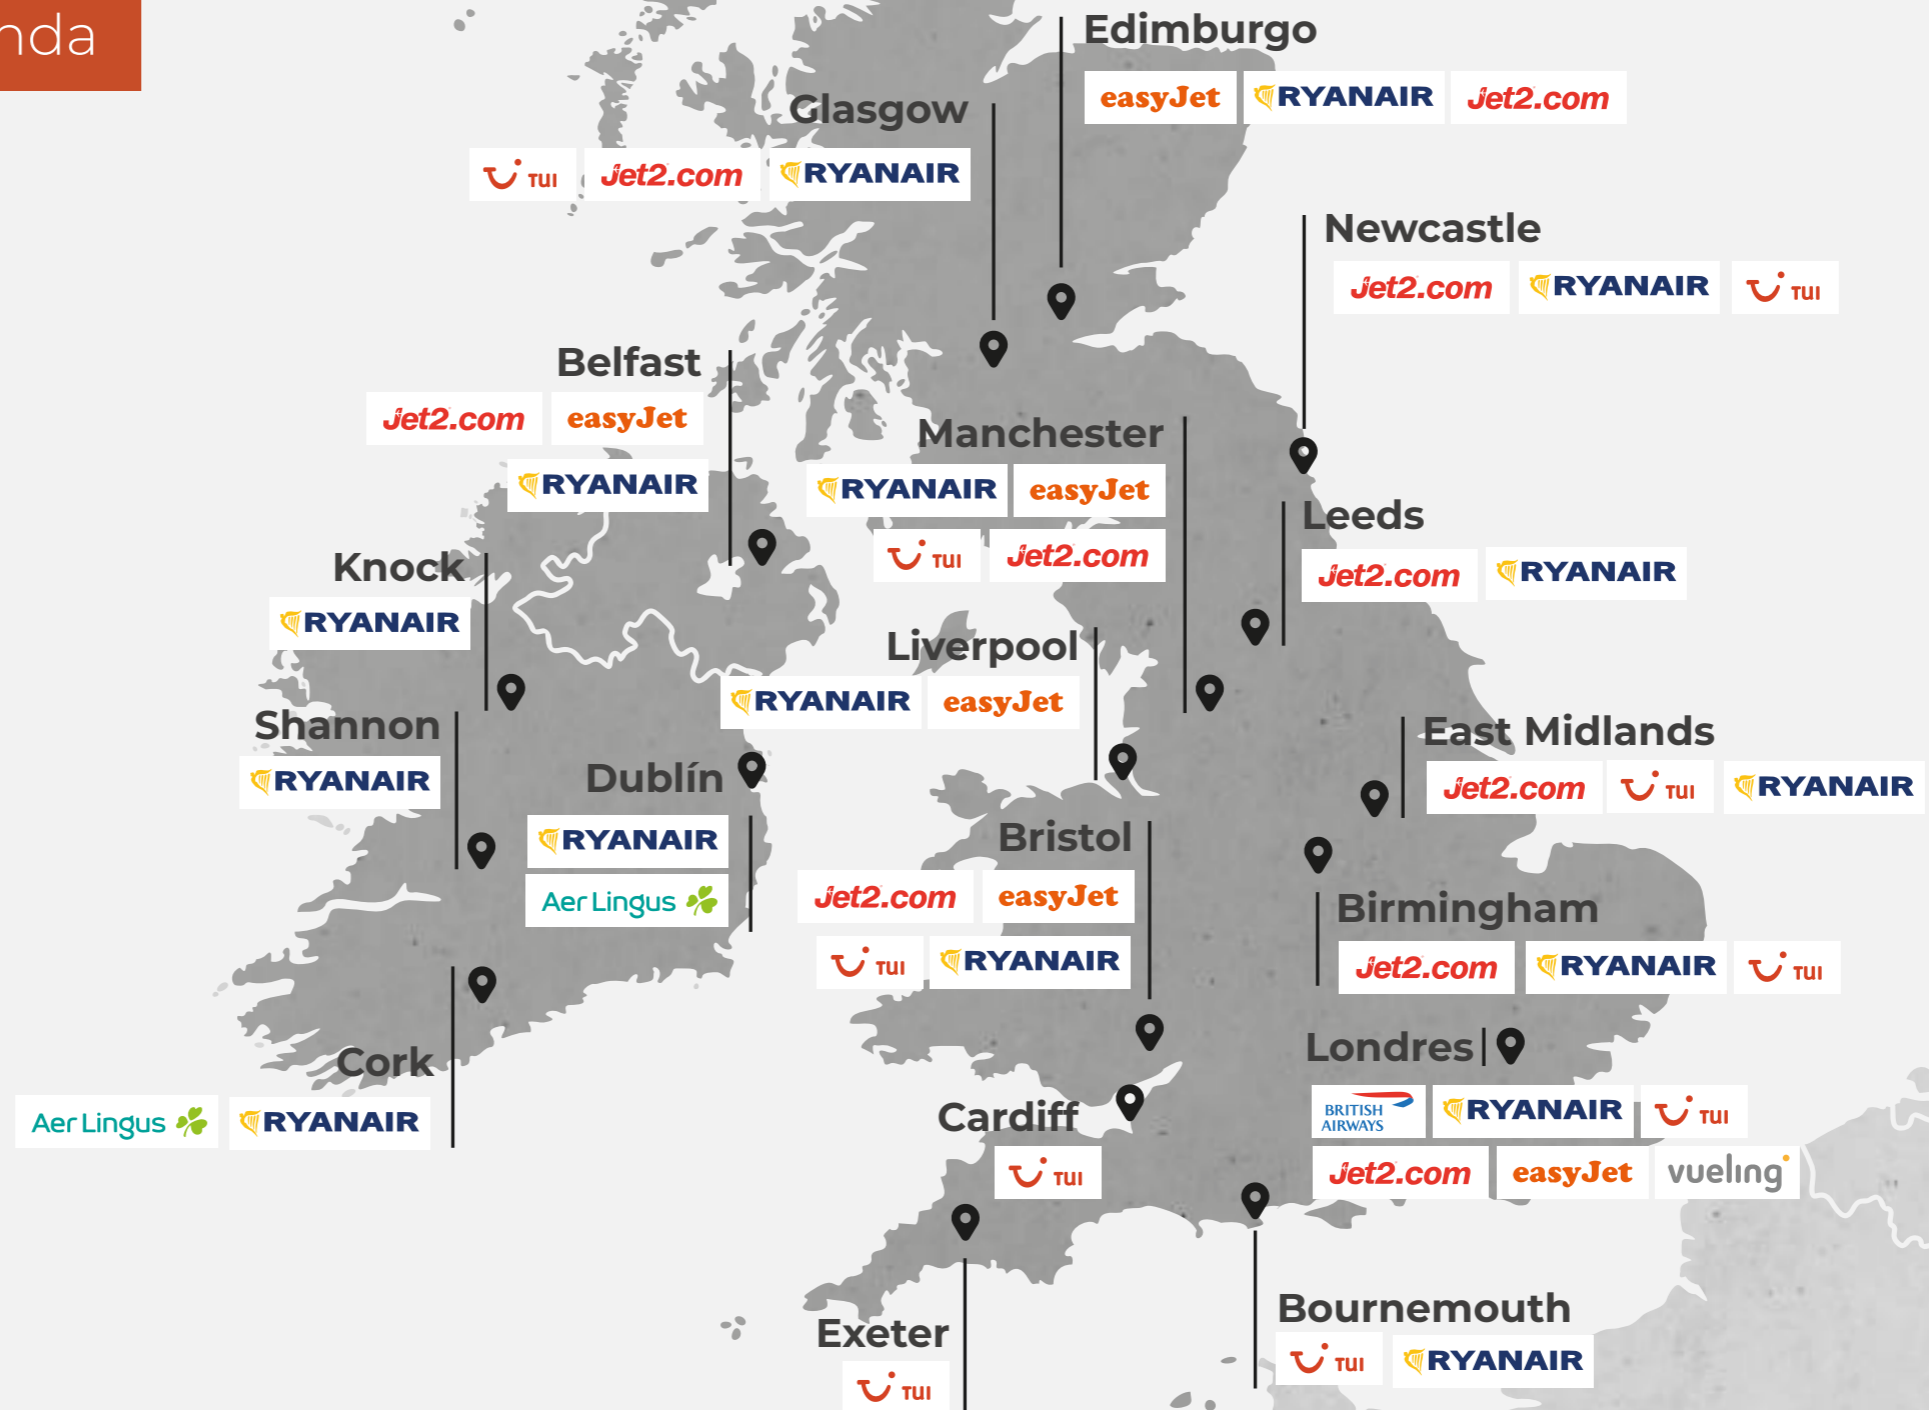 nda
Edimburgo
easyJet RYANAIR Jet2.com
Glasgow
TUI Jet2.com RYANAIR
Newcastle
Jet2.com RYANAIR TUI
Belfast
Jet2.com easyJet
RYANAIR
Manchester
RYANAIR easyJet
TUI Jet2.com
Leeds
Jet2.com RYANAIR
Knock
RYANAIR
Liverpool
RYANAIR easyJet
Shannon
RYANAIR
East Midlands
Jet2.com TUI RYANAIR
Dublín
RYANAIR
Aer Lingus
Bristol
Jet2.com easyJet
TUI RYANAIR
Birmingham
Jet2.com RYANAIR TUI
Cork
Aer Lingus RYANAIR
Londres
BRITISH AIRWAYS RYANAIR TUI
Jet2.com easyJet vueling
Cardiff
TUI
Exeter
TUI
Bournemouth
TUI RYANAIR